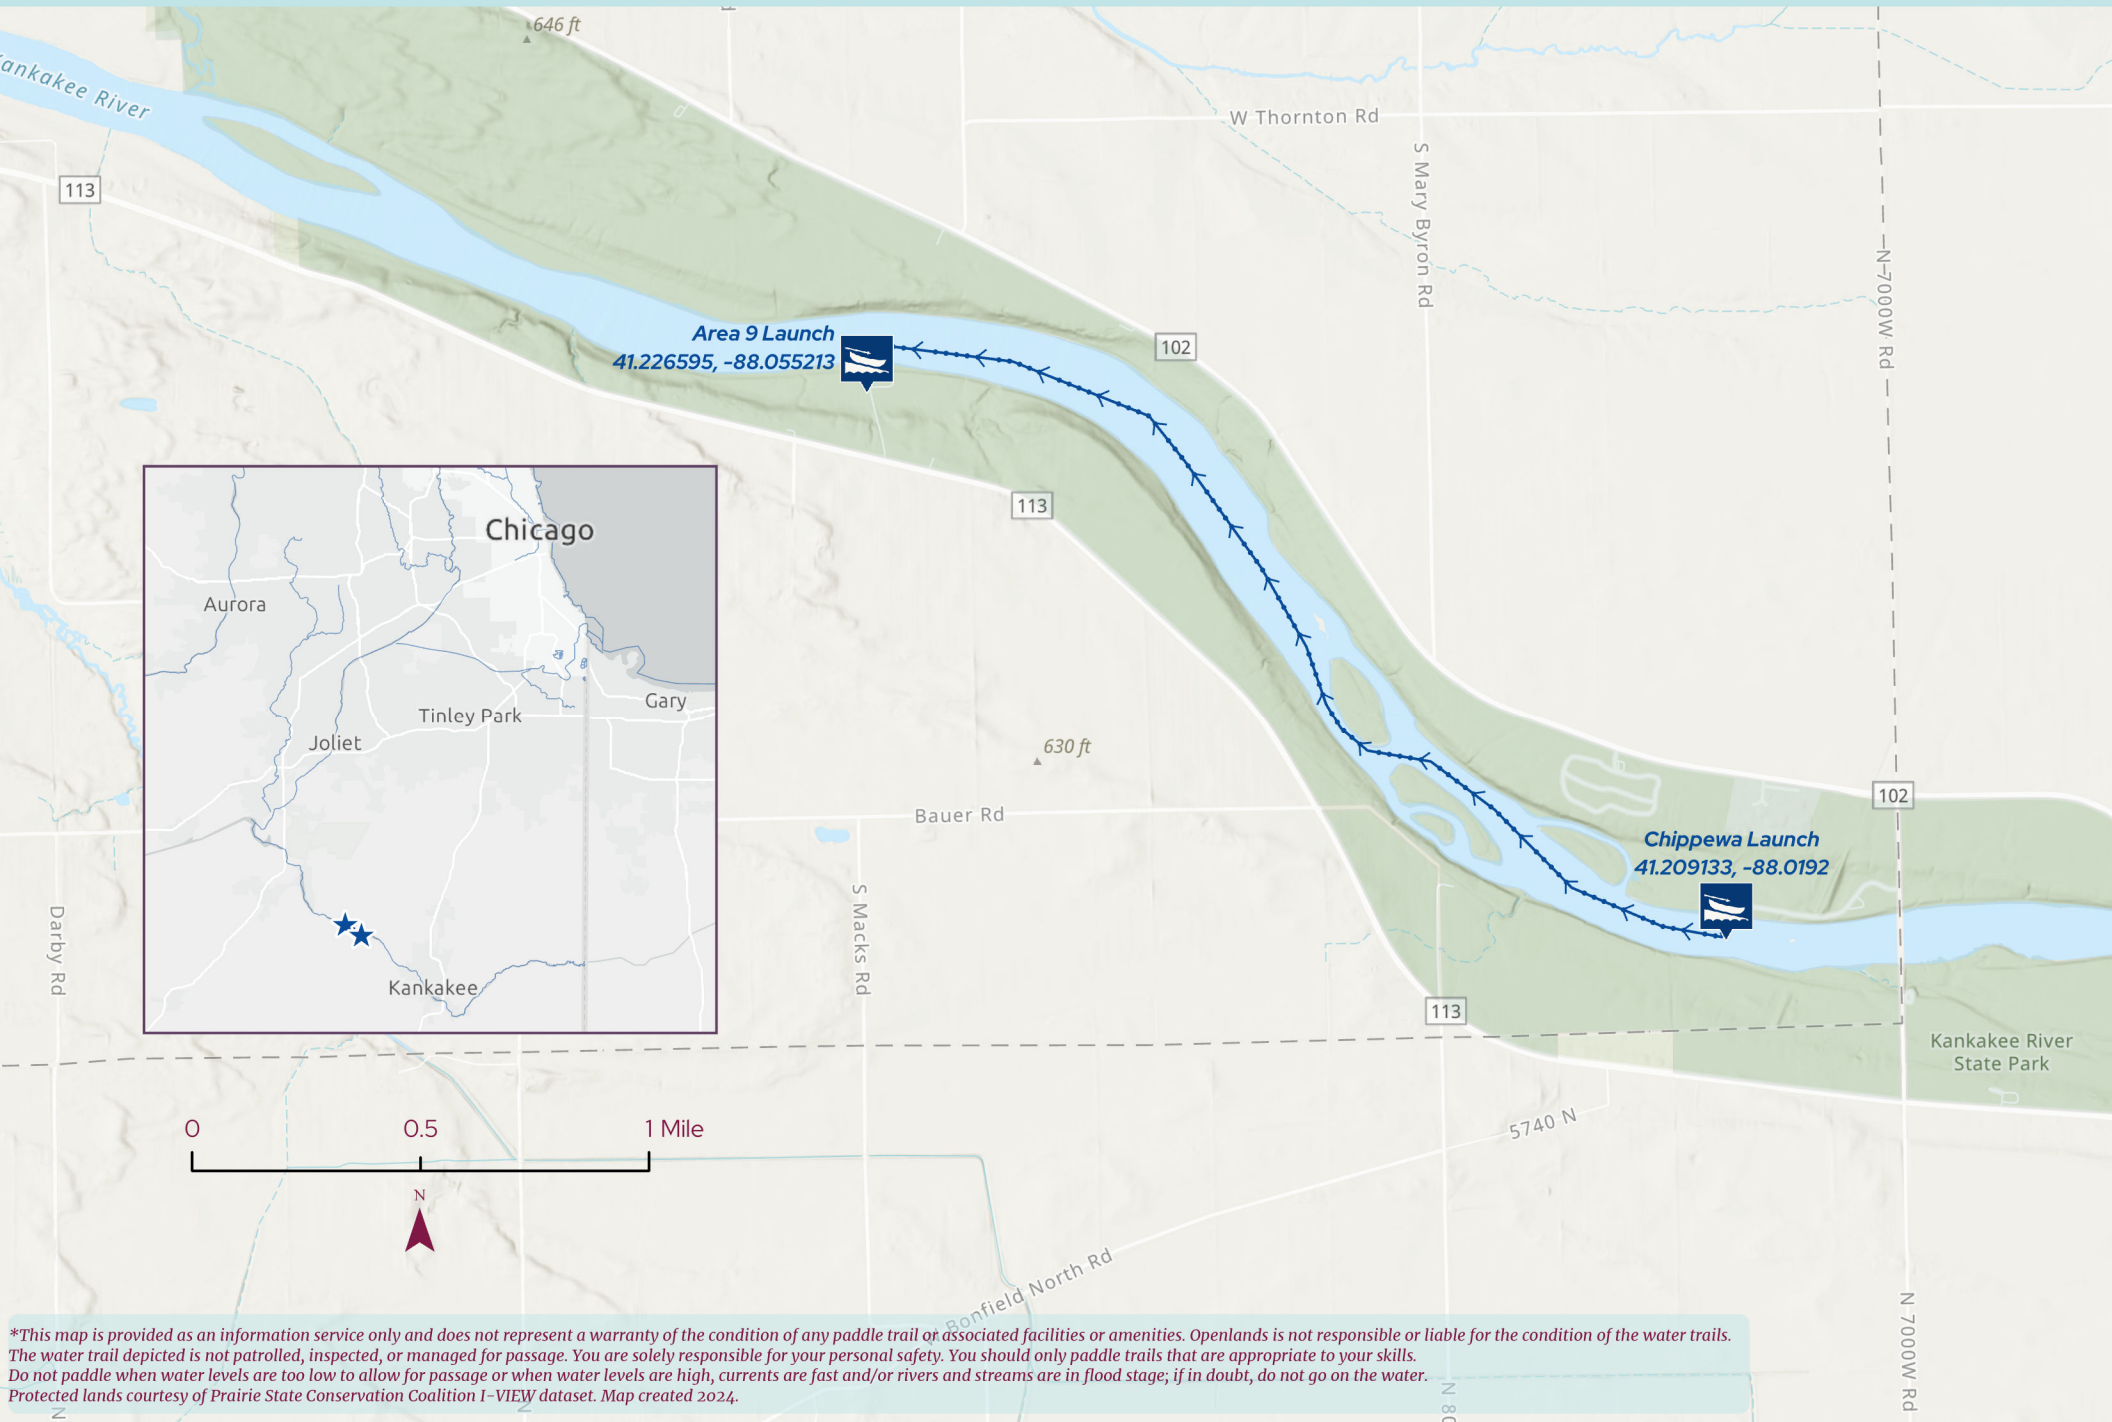 646 ft
Kankakee River
W Thornton Rd
113
S Mary Byron Rd
N 7000W Rd
Area 9 Launch
41.226595, -88.055213
102
113
Chicago
Aurora
Gary
Tinley Park
Joliet
Kankakee
630 ft
Bauer Rd
102
Chippewa Launch
41.209133, -88.0192
Darby Rd
S Macks Rd
113
Kankakee River
State Park
5740 N
0 0.5 1 Mile
N
Bonfield North Rd
N 7000W Rd
*This map is provided as an information service only and does not represent a warranty of the condition of any paddle trail or associated facilities or amenities. Openlands is not responsible or liable for the condition of the water trails.
The water trail depicted is not patrolled, inspected, or managed for passage. You are solely responsible for your personal safety. You should only paddle trails that are appropriate to your skills.
Do not paddle when water levels are too low to allow for passage or when water levels are high, currents are fast and/or rivers and streams are in flood stage; if in doubt, do not go on the water.
Protected lands courtesy of Prairie State Conservation Coalition I-VIEW dataset. Map created 2024.
N
N
N 80